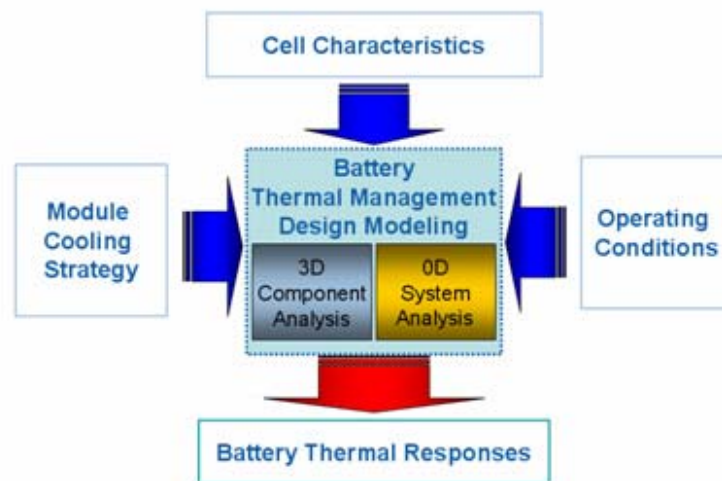 Cell Characteristics
Module
Cooling
Strategy
Battery
Thermal Management
Design Modeling
3D
Component
Analysis
0D
System
Analysis
Operating
Conditions
Battery Thermal Responses